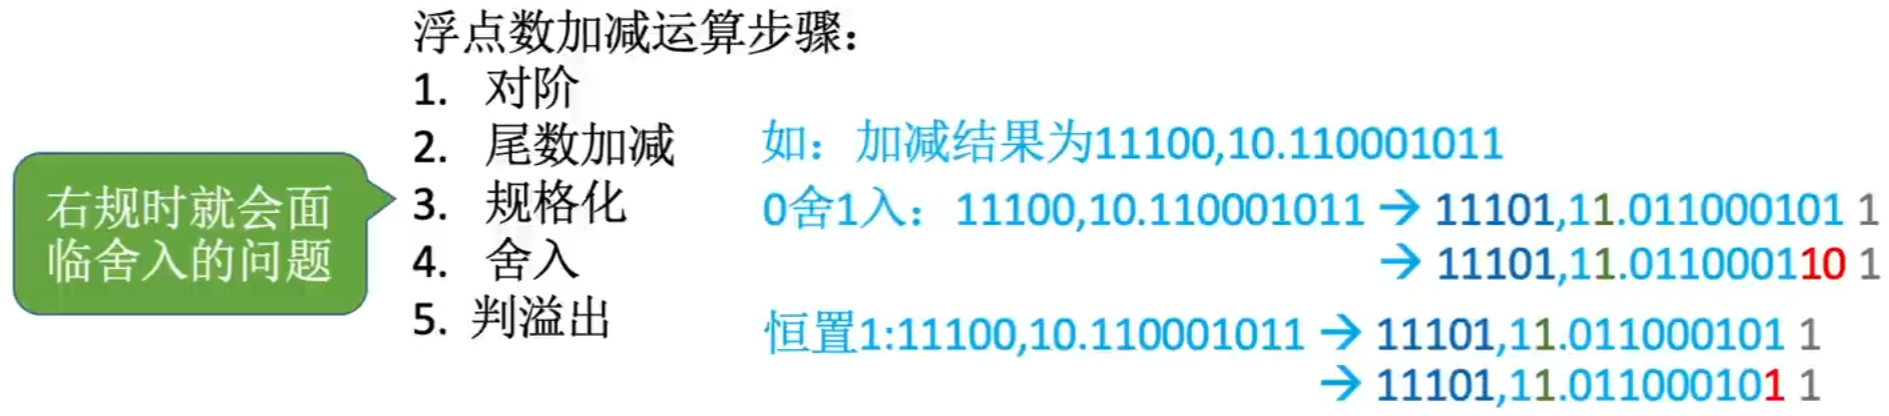 浮点数加减运算步骤：
1. 对阶
2. 尾数加减
3. 规格化
4. 舍入
5. 判溢出
右规时就会面
临舍入的问题
如：加减结果为11100,10.110001011
0舍1入：11100,10.110001011 → 11101,11.011000101 1
→ 11101,11.011000110 1
恒置1:11100,10.110001011 → 11101,11.011000101 1
→ 11101,11.011000101 1